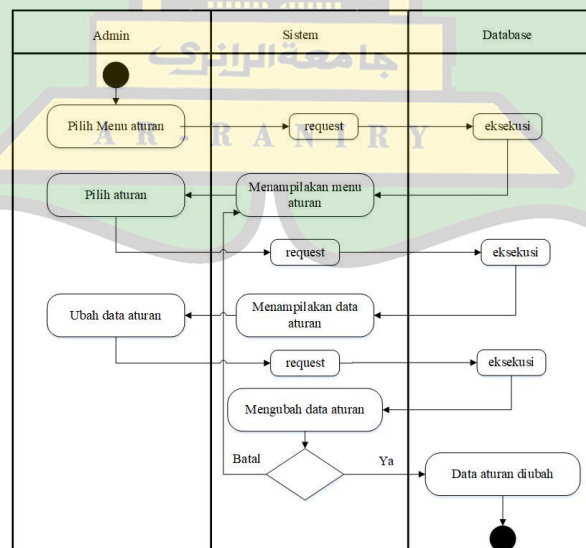 Admin
Sistem
Database
جامعة الرانري
A R - R A N I R Y
Pilih Menu aturan
request
eksekusi
Pilih aturan
Menampilakan menu
aturan
request
eksekusi
Ubah data aturan
Menampilakan data
aturan
request
eksekusi
Mengubah data aturan
Batal
Ya
Data aturan diubah